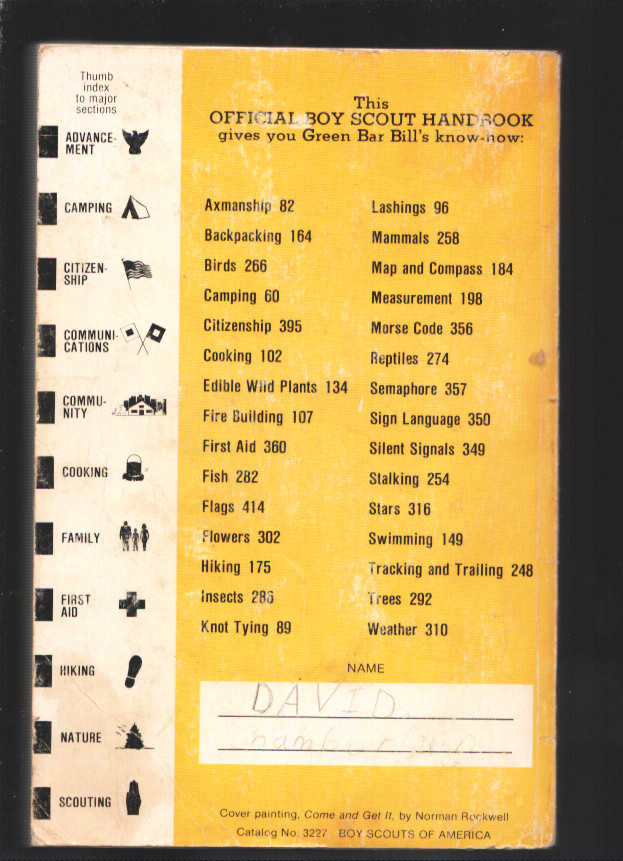 Thumb
index
to major
sections
ADVANCE-
MENT
CAMPING
CITIZEN-
SHIP
COMMUNI-
CATIONS
COMMU-
NITY
COOKING
FAMILY
FIRST
AID
HIKING
NATURE
SCOUTING
This
OFFICIAL BOY SCOUT HANDBOOK
gives you Green Bar Bill's know-how:
Axmanship 82
Backpacking 164
Birds 266
Camping 60
Citizenship 395
Cooking 102
Edible Wild Plants 134
Fire Building 107
First Aid 360
Fish 282
Flags 414
Flowers 302
Hiking 175
Insects 286
Knot Tying 89
Lashings 96
Mammals 258
Map and Compass 184
Measurement 198
Morse Code 356
Reptiles 274
Semaphore 357
Sign Language 350
Silent Signals 349
Stalking 254
Stars 316
Swimming 149
Tracking and Trailing 248
Trees 292
Weather 310
NAME
DAVID
Cover painting, Come and Get It, by Norman Rockwell
Catalog No. 3227 BOY SCOUTS OF AMERICA